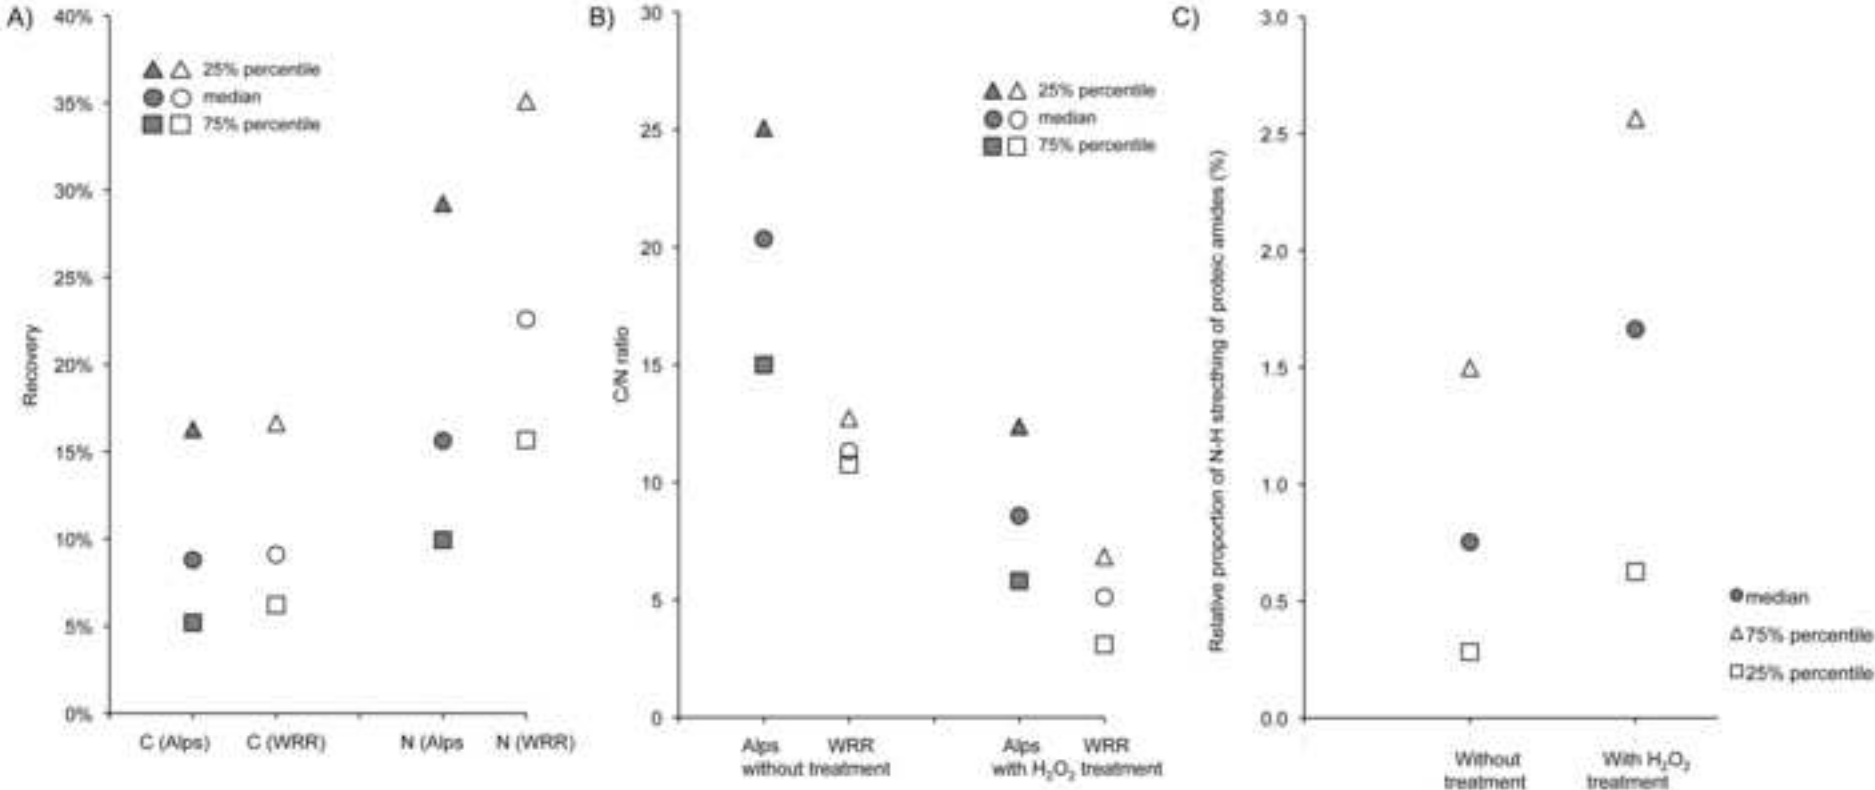 A)
40%
35%
30%
25%
20%
15%
10%
5%
0%
Recovery
25% percentile
median
75% percentile
C (Alps)
C (WRR)
N (Alps
N (WRR)
B)
30
25
20
15
10
5
0
C/N ratio
25% percentile
median
75% percentile
Alps
WRR
without treatment
Alps
WRR
with H₂O₂ treatment
C)
3.0
2.5
2.0
1.5
1.0
0.5
0.0
Relative proportion of N-H strecthing of proteic amides (%)
median
75% percentile
25% percentile
Without
treatment
With H₂O₂
treatment